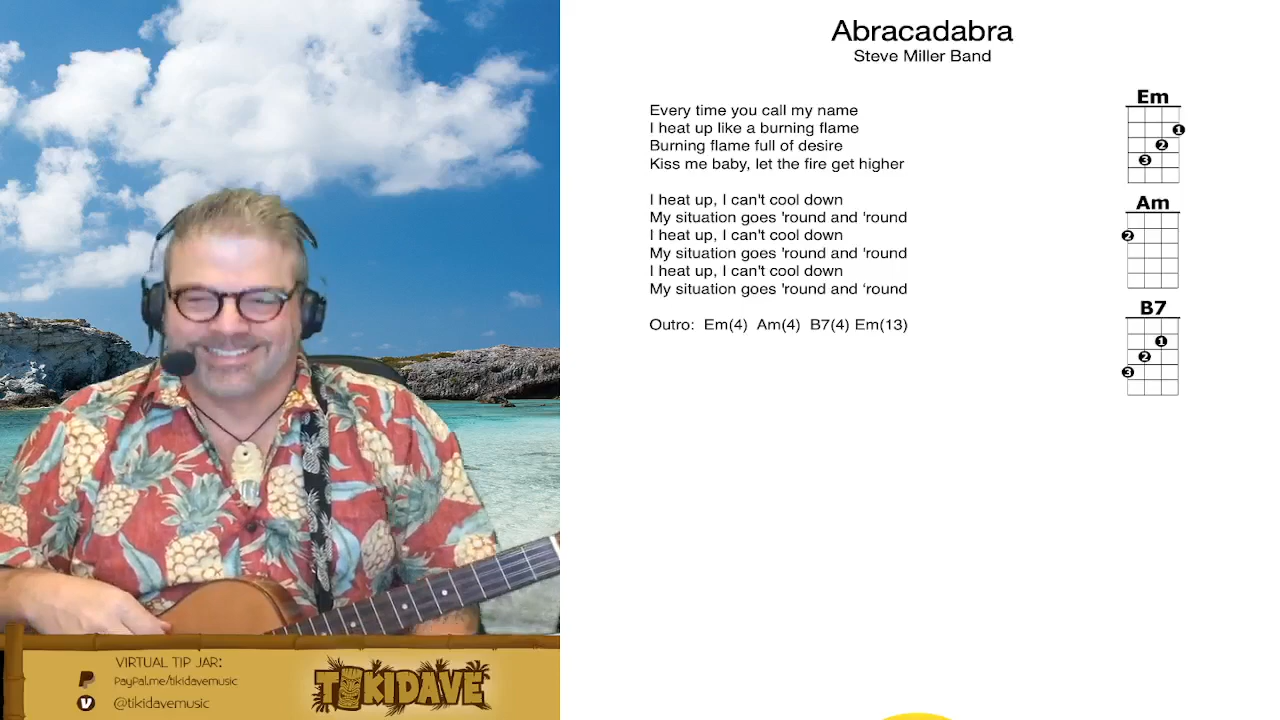 Abracadabra
Steve Miller Band
Every time you call my name
I heat up like a burning flame
Burning flame full of desire
Kiss me baby, let the fire get higher
I heat up, I can't cool down
My situation goes 'round and ‘round
I heat up, I can't cool down
My situation goes 'round and ‘round
I heat up, I can't cool down
My situation goes 'round and ‘round
Outro: Em(4) Am(4) B7(4) Em(13)
Em
1
2
3
Am
2
B7
1
2
3
VIRTUAL TIP JAR:
PayPal.me/tikidavemusic
@tikidavemusic
TIKIDAVE